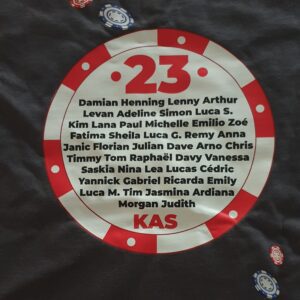 ·23·
Damian Henning Lenny Arthur
Levan Adeline Simon Luca S.
Kim Lana Paul Michelle Emilio Zoé
Fatima Sheila Luca G. Remy Anna
Janic Florian Julian Dave Arno Chris
Timmy Tom Raphaël Davy Vanessa
Saskia Nina Lea Lucas Cédric
Yannick Gabriel Ricarda Emily
Luca M. Tim Jasmina Ardiana
Morgan Judith
KAS